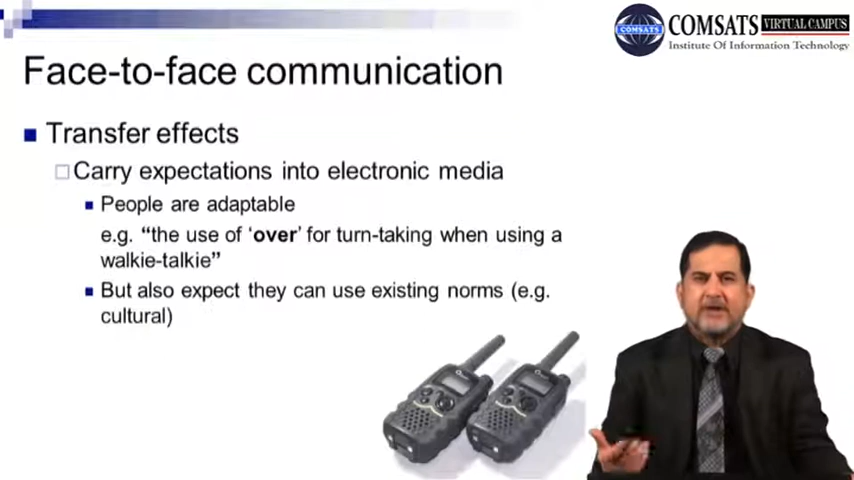 COMSATS
COMSATS VIRTUAL CAMPUS
Institute Of Information Technology
Face-to-face communication
Transfer effects
Carry expectations into electronic media
People are adaptable
e.g. “the use of ‘over’ for turn-taking when using a
walkie-talkie”
But also expect they can use existing norms (e.g.
cultural)